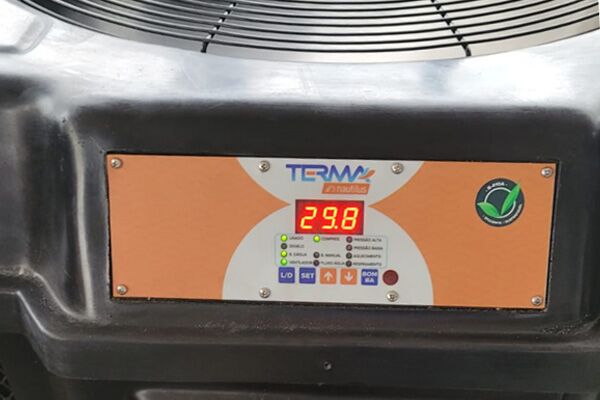 TERMA
nautilus
29.8
LIGADO
COMPRES.
PRESSÃO ALTA
DEGELO
PRESSÃO BAIXA
B. MANUAL
AQUECIMENTO
VENTILADOR
FLUXO ÁGUA
RESFRIAMENTO
L/D
SET
BOM
BA
R-410A